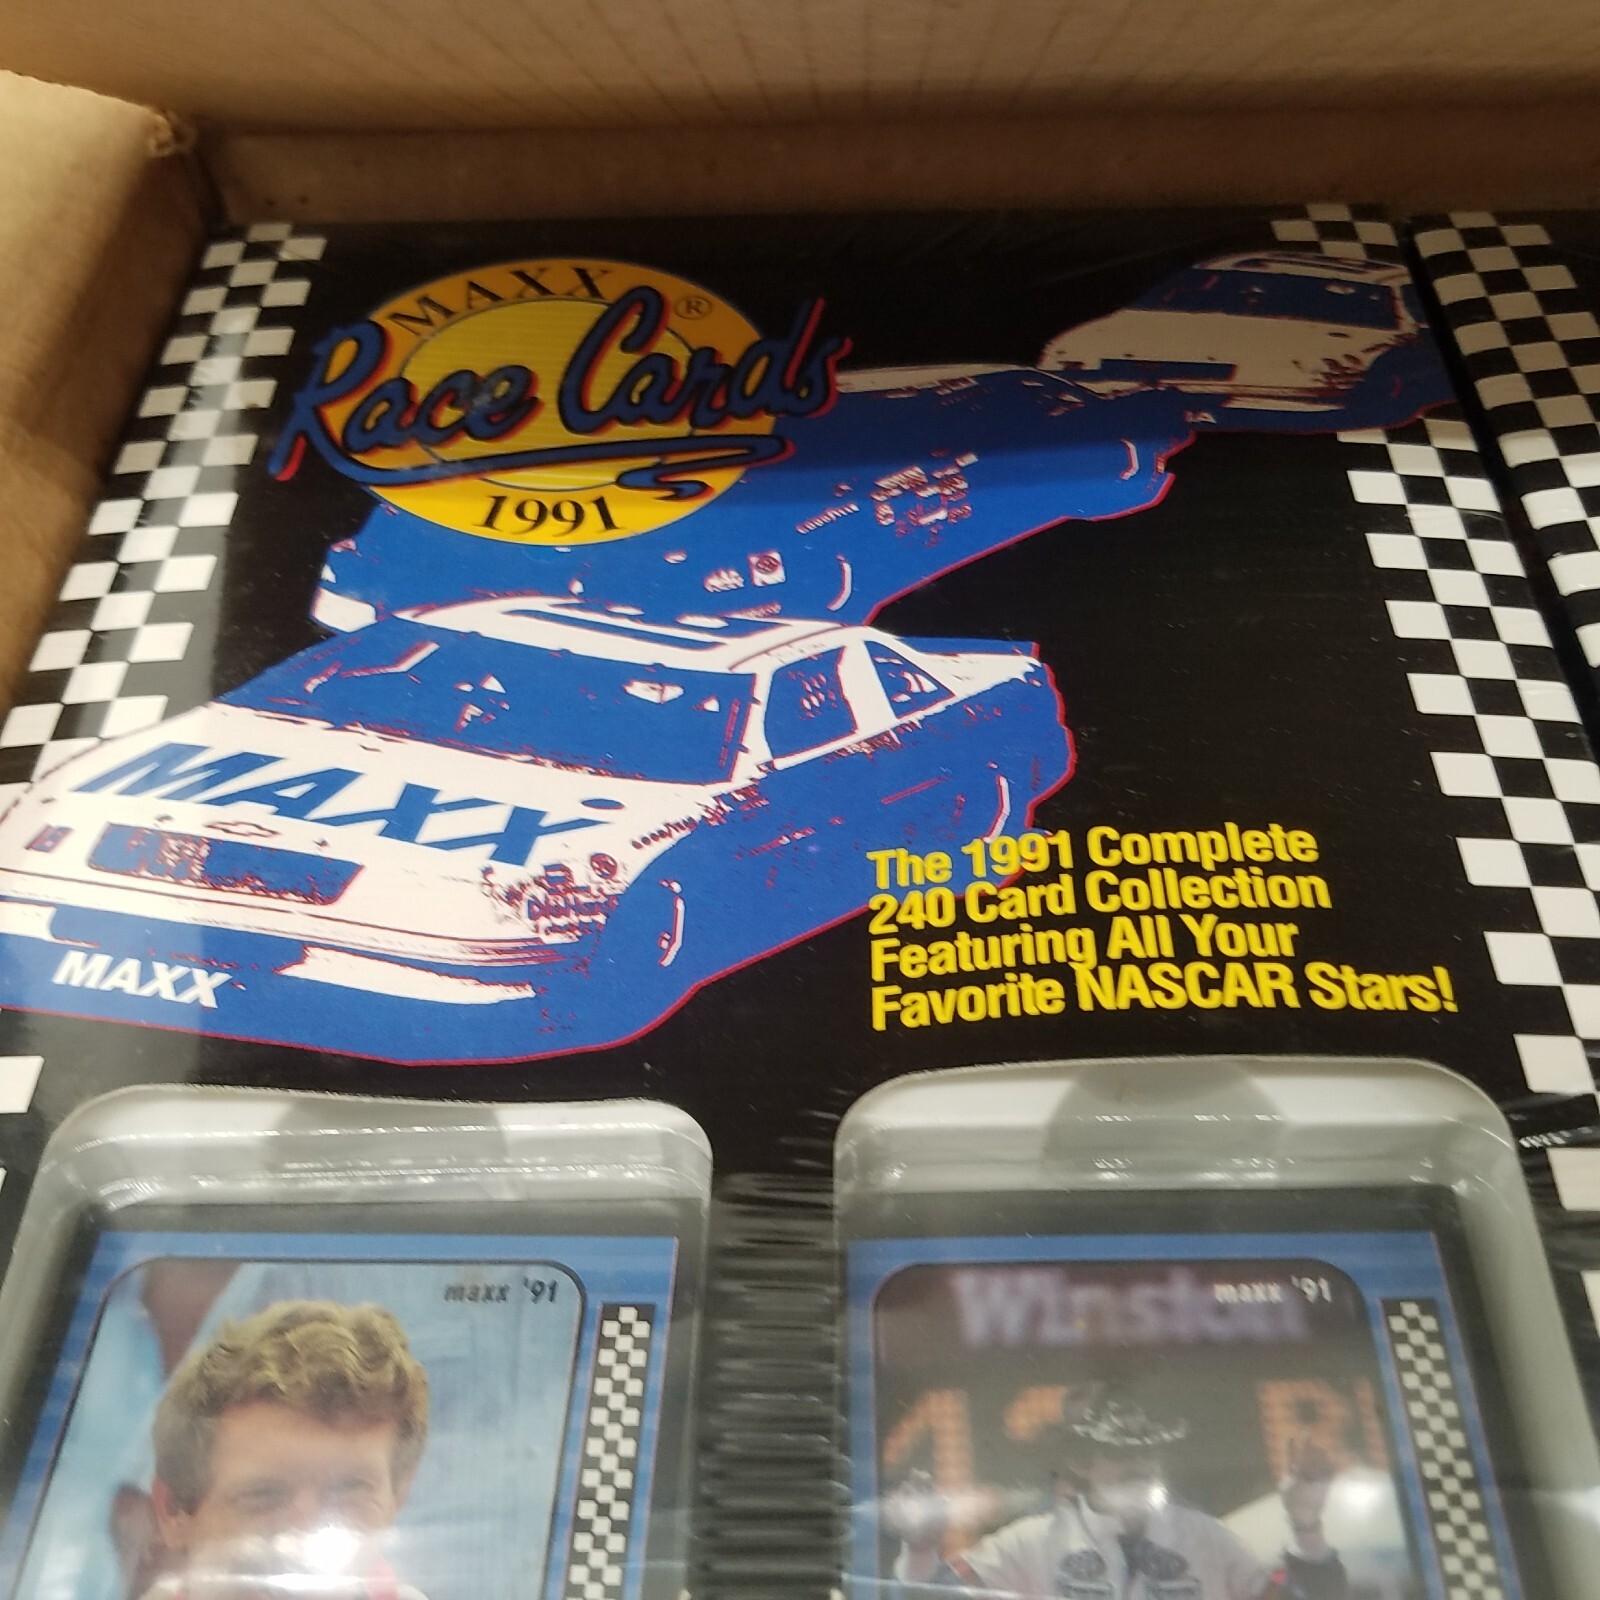 MAXX ®
Race Cards
1991
GOODYEAR
MAXX
MAXX
The 1991 Complete
240 Card Collection
Featuring All Your
Favorite NASCAR Stars!
maxx '91
maxx '91
Winston